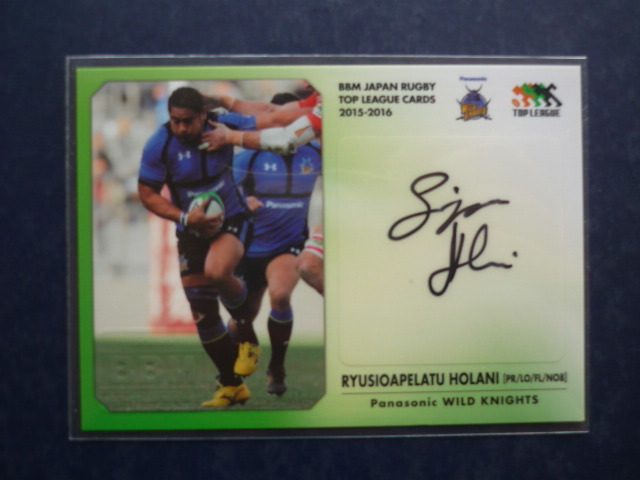 BBM JAPAN RUGBY
TOP LEAGUE CARDS
2015-2016
Panasonic
TOP LEAGUE
Panasonic
RYUSIOAPELATU HOLANI [PR/LO/FL/NO8]
Panasonic WILD KNIGHTS